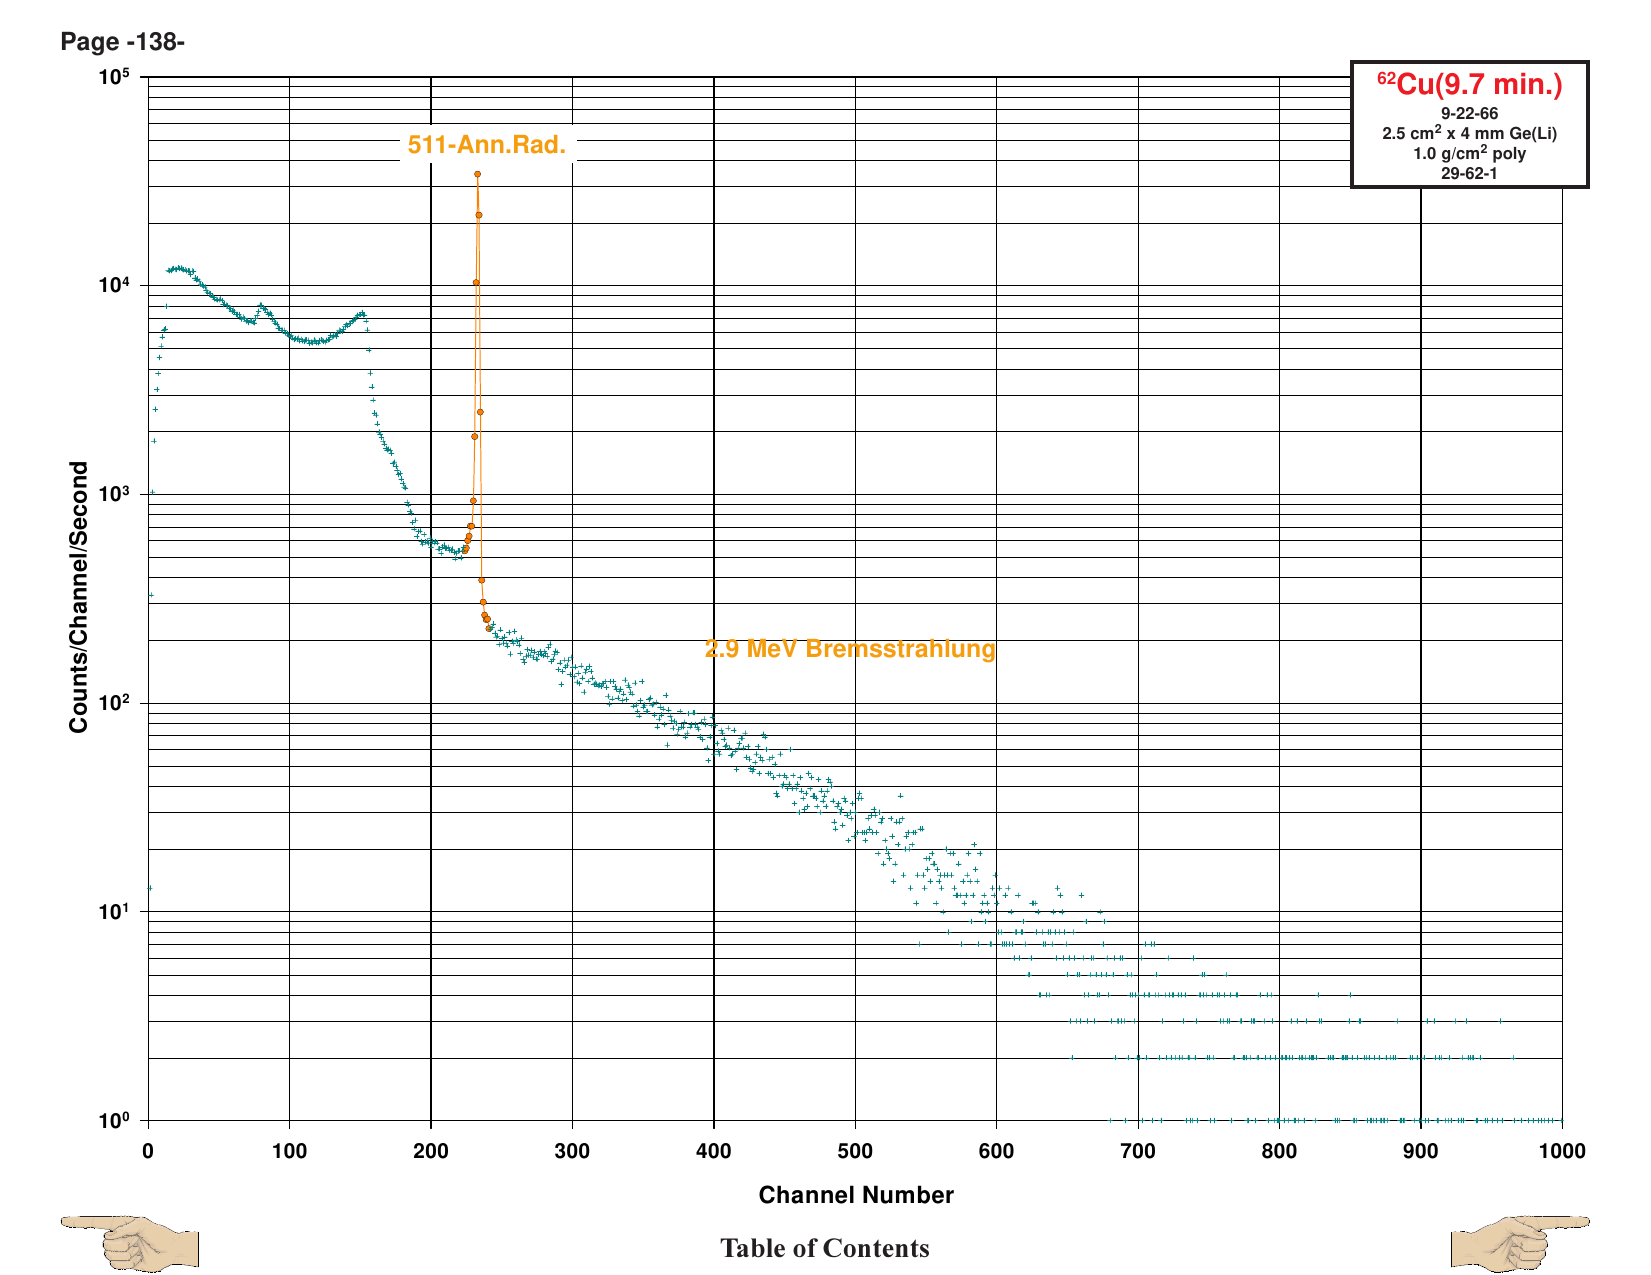 Page -138-
⁶²Cu(9.7 min.)
9-22-66
2.5 cm² x 4 mm Ge(Li)
1.0 g/cm² poly
29-62-1
511-Ann.Rad.
2.9 MeV Bremsstrahlung
Counts/Channel/Second
10⁵
10⁴
10³
10²
10¹
10⁰
0 100 200 300 400 500 600 700 800 900 1000
Channel Number
Table of Contents